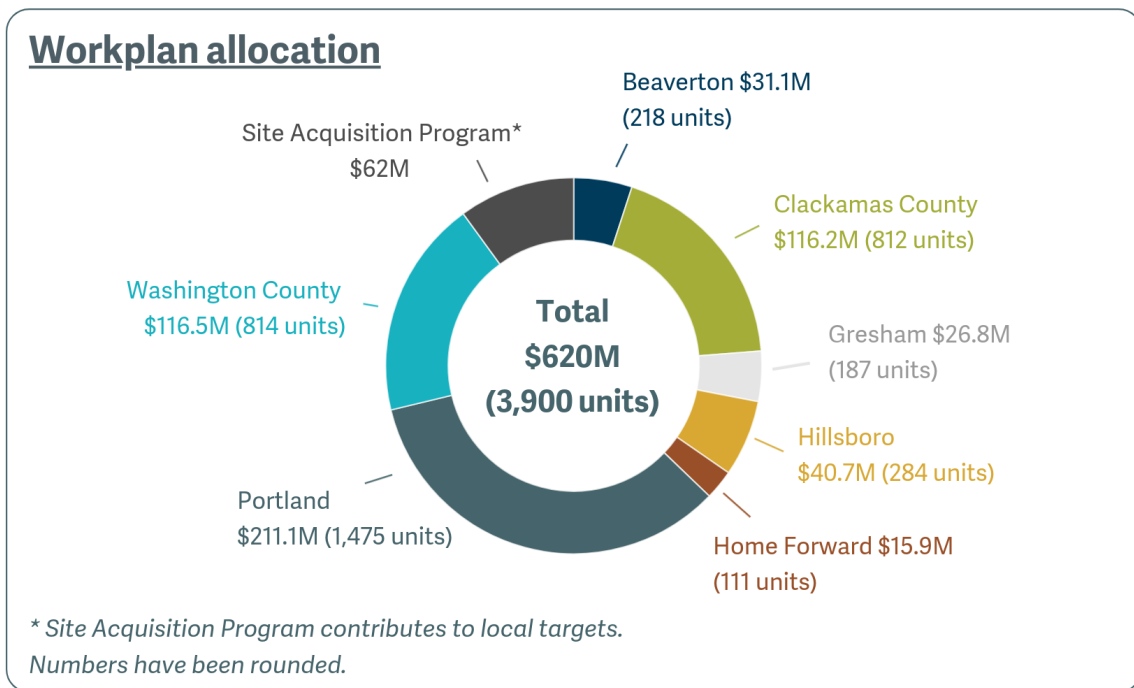 Workplan allocation
Beaverton $31.1M
(218 units)
Site Acquisition Program*
$62M
Clackamas County
$116.2M (812 units)
Washington County
$116.5M (814 units)
Total
$620M
(3,900 units)
Gresham $26.8M
(187 units)
Hillsboro
$40.7M (284 units)
Portland
$211.1M (1,475 units)
Home Forward $15.9M
(111 units)
* Site Acquisition Program contributes to local targets.
Numbers have been rounded.